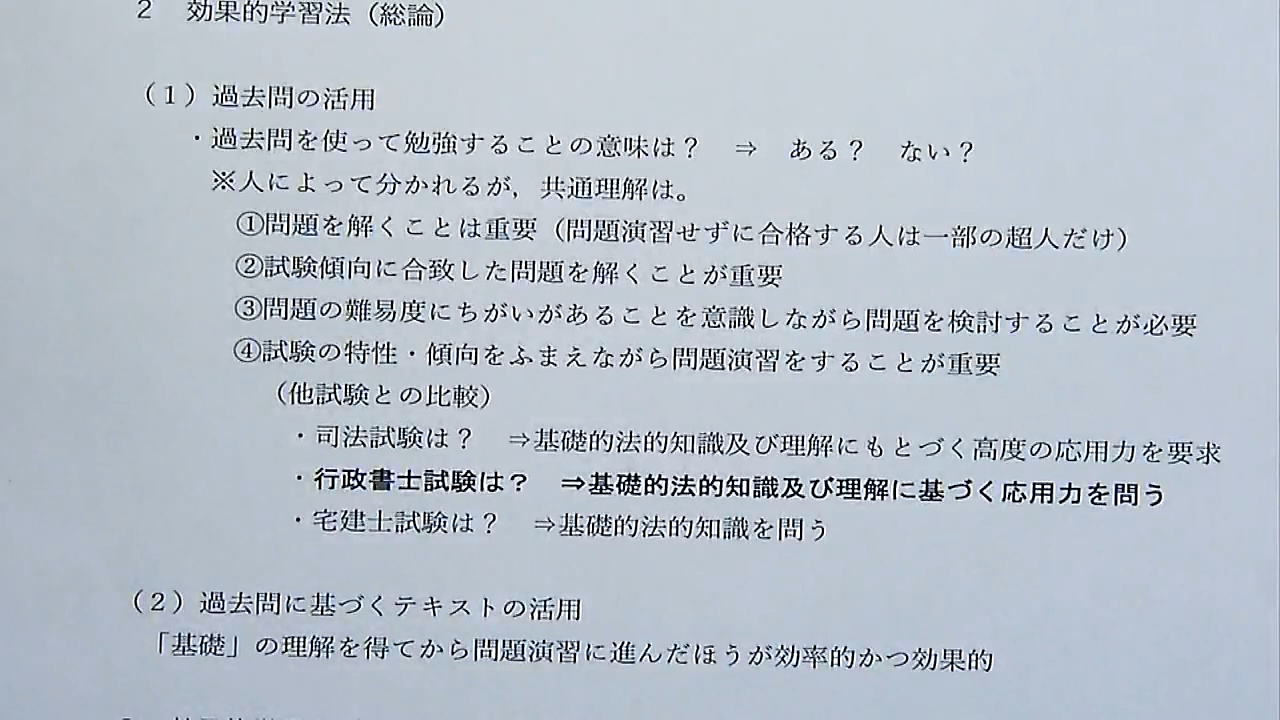 ２　効果的学習法（総論）
（１）過去問の活用
・過去問を使って勉強することの意味は？　⇒　ある？　ない？
※人によって分かれるが，共通理解は。
①問題を解くことは重要（問題演習せずに合格する人は一部の超人だけ）
②試験傾向に合致した問題を解くことが重要
③問題の難易度にちがいがあることを意識しながら問題を検討することが必要
④試験の特性・傾向をふまえながら問題演習をすることが重要
（他試験との比較）
・司法試験は？　⇒基礎的法的知識及び理解にもとづく高度の応用力を要求
・行政書士試験は？　⇒基礎的法的知識及び理解に基づく応用力を問う
・宅建士試験は？　⇒基礎的法的知識を問う
（２）過去問に基づくテキストの活用
「基礎」の理解を得てから問題演習に進んだほうが効率的かつ効果的